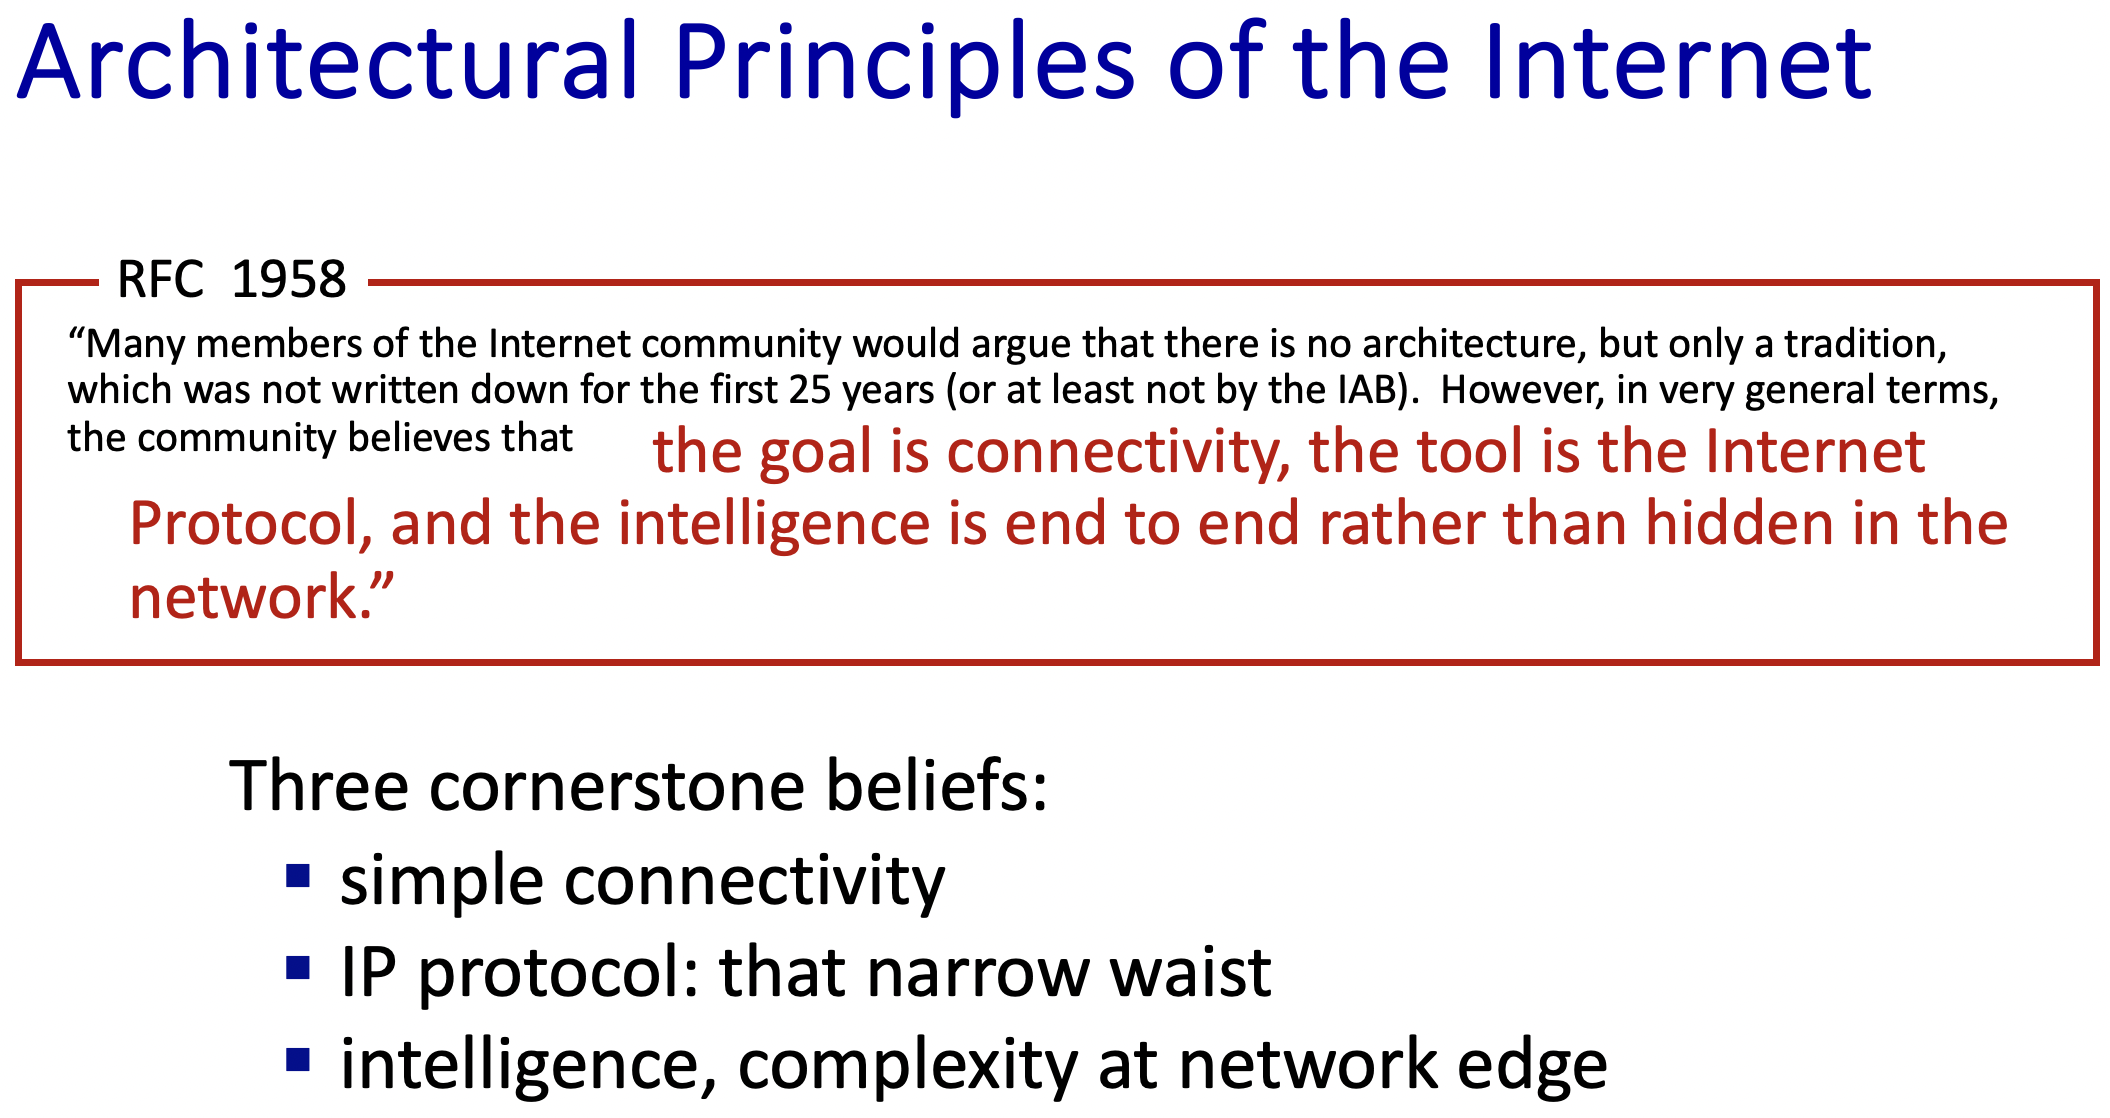 Architectural Principles of the Internet
RFC 1958
“Many members of the Internet community would argue that there is no architecture, but only a tradition,
which was not written down for the first 25 years (or at least not by the IAB). However, in very general terms,
the community believes that the goal is connectivity, the tool is the Internet
Protocol, and the intelligence is end to end rather than hidden in the
network.”
Three cornerstone beliefs:
▪ simple connectivity
▪ IP protocol: that narrow waist
▪ intelligence, complexity at network edge